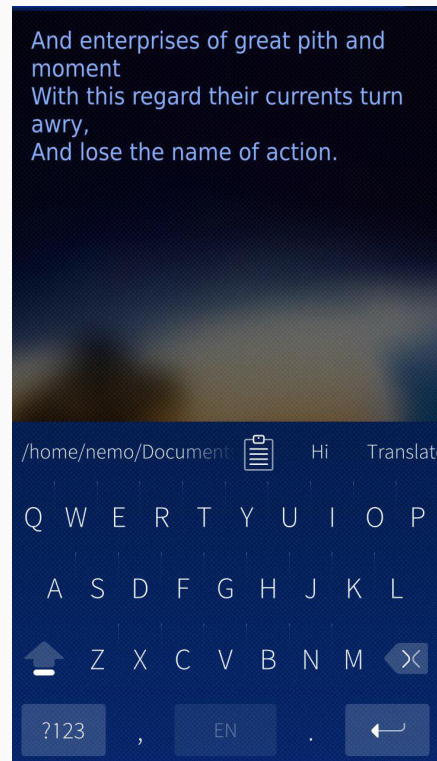 And enterprises of great pith and
moment
With this regard their currents turn
awry,
And lose the name of action.
/home/nemo/Document Hi Translat
Q W E R T Y U I O P
A S D F G H J K L
Z X C V B N M
?123 , EN .